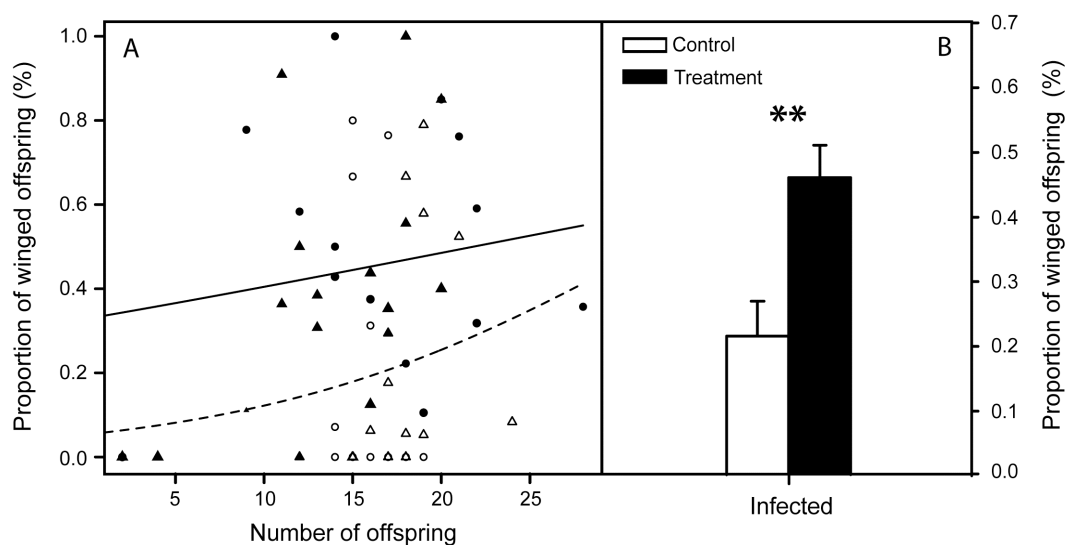 A
Proportion of winged offspring (%)
1.0
0.8
0.6
0.4
0.2
0.0
5
10
15
20
25
Number of offspring
B
Control
Treatment
**
0.7
0.6
0.5
0.4
0.3
0.2
0.1
0.0
Proportion of winged offspring (%)
Infected